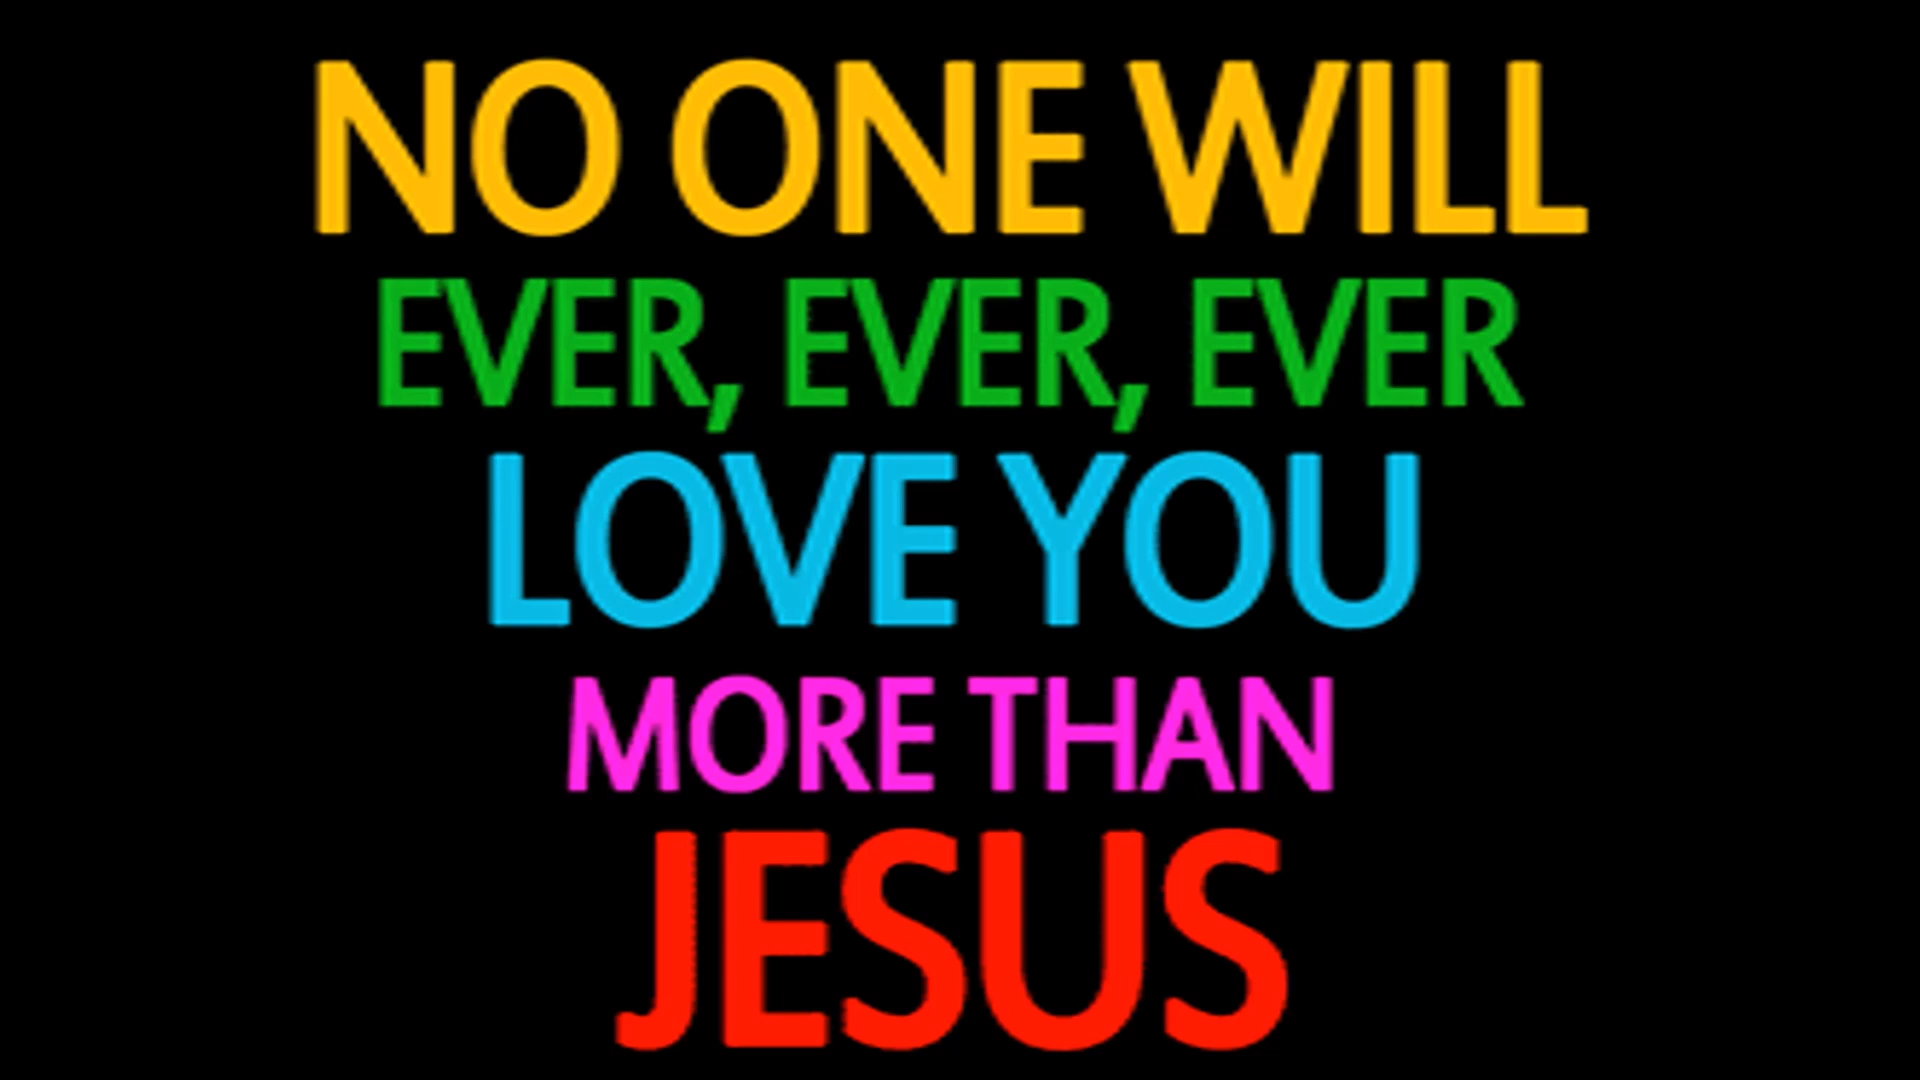 NO ONE WILL
EVER, EVER, EVER
LOVE YOU
MORE THAN
JESUS